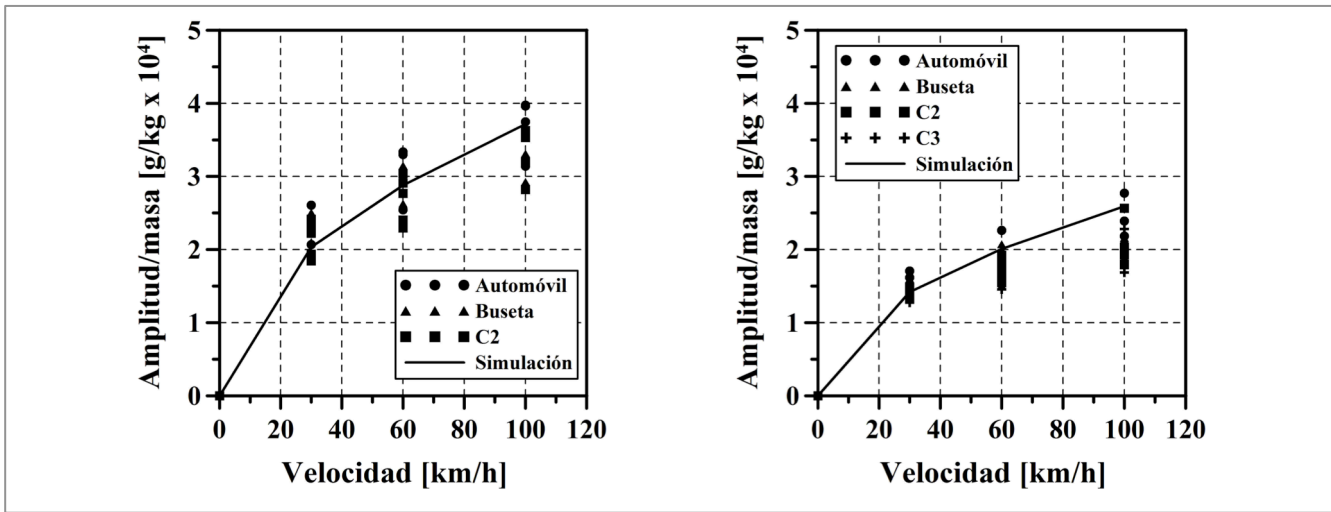 5
4
3
2
1
0
Amplitud/masa [g/kg x 10⁴]
0 20 40 60 80 100 120
Velocidad [km/h]
Automóvil
Buseta
C2
Simulación
5
4
3
2
1
0
Amplitud/masa [g/kg x 10⁴]
0 20 40 60 80 100 120
Velocidad [km/h]
Automóvil
Buseta
C2
C3
Simulación